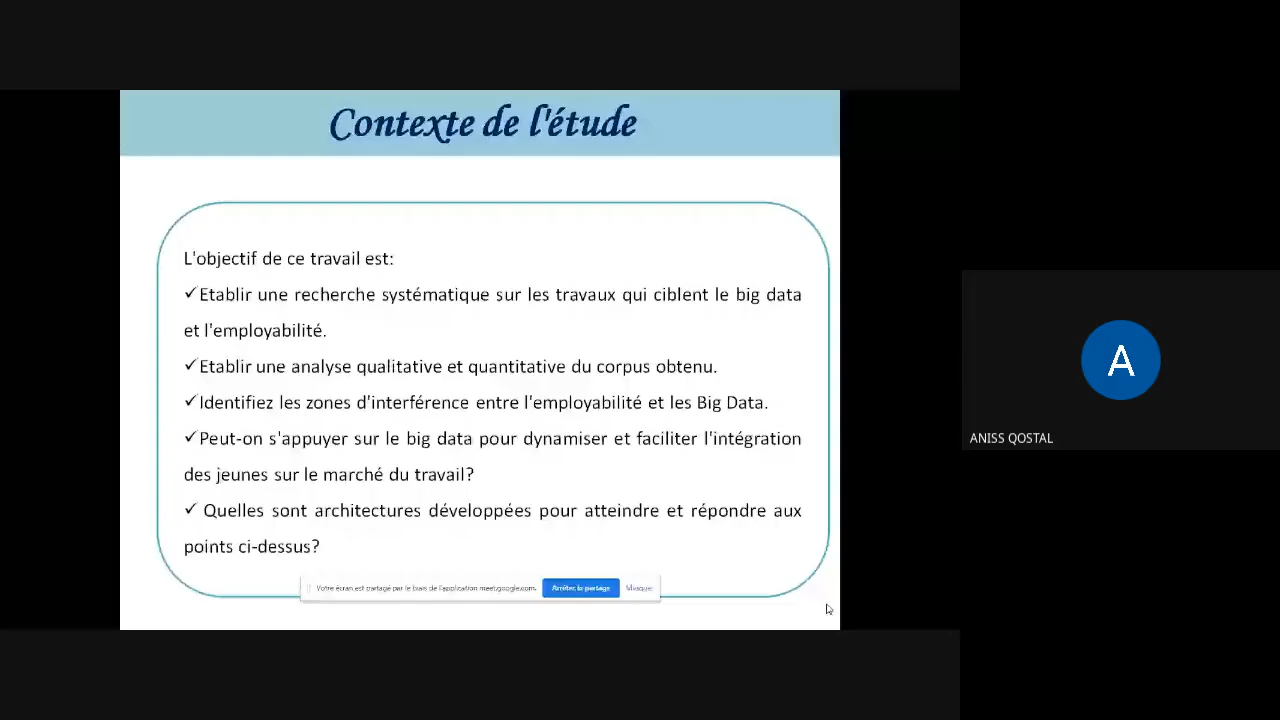 Contexte de l'étude
L'objectif de ce travail est:
✓Etablir une recherche systématique sur les travaux qui ciblent le big data
et l'employabilité.
✓Etablir une analyse qualitative et quantitative du corpus obtenu.
✓Identifiez les zones d'interférence entre l'employabilité et les Big Data.
✓Peut-on s'appuyer sur le big data pour dynamiser et faciliter l'intégration
des jeunes sur le marché du travail?
✓ Quelles sont architectures développées pour atteindre et répondre aux
points ci-dessus?
Votre écran est partagé par le biais de l'application meet.google.com. Arrêter le partage Masquer
A
ANISS QOSTAL